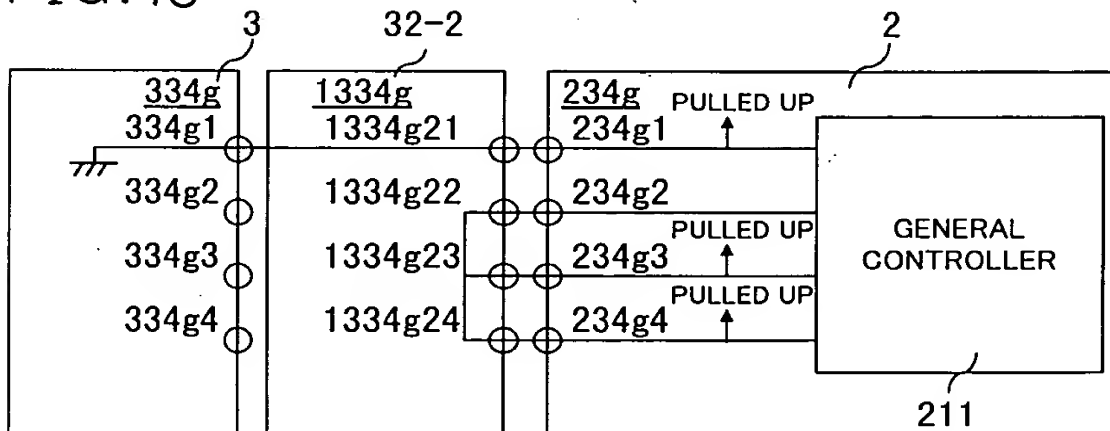 3
32-2
2
334g
1334g
234g
PULLED UP
334g1
1334g21
234g1
334g2
1334g22
234g2
PULLED UP
334g3
1334g23
234g3
PULLED UP
334g4
1334g24
234g4
GENERAL
CONTROLLER
211